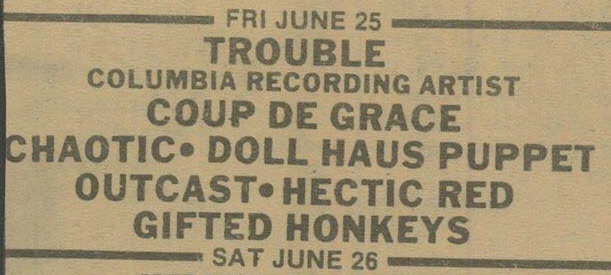 FRI JUNE 25
TROUBLE
COLUMBIA RECORDING ARTIST
COUP DE GRACE
CHAOTIC• DOLL HAUS PUPPET
OUTCAST• HECTIC RED
GIFTED HONKEYS
SAT JUNE 26